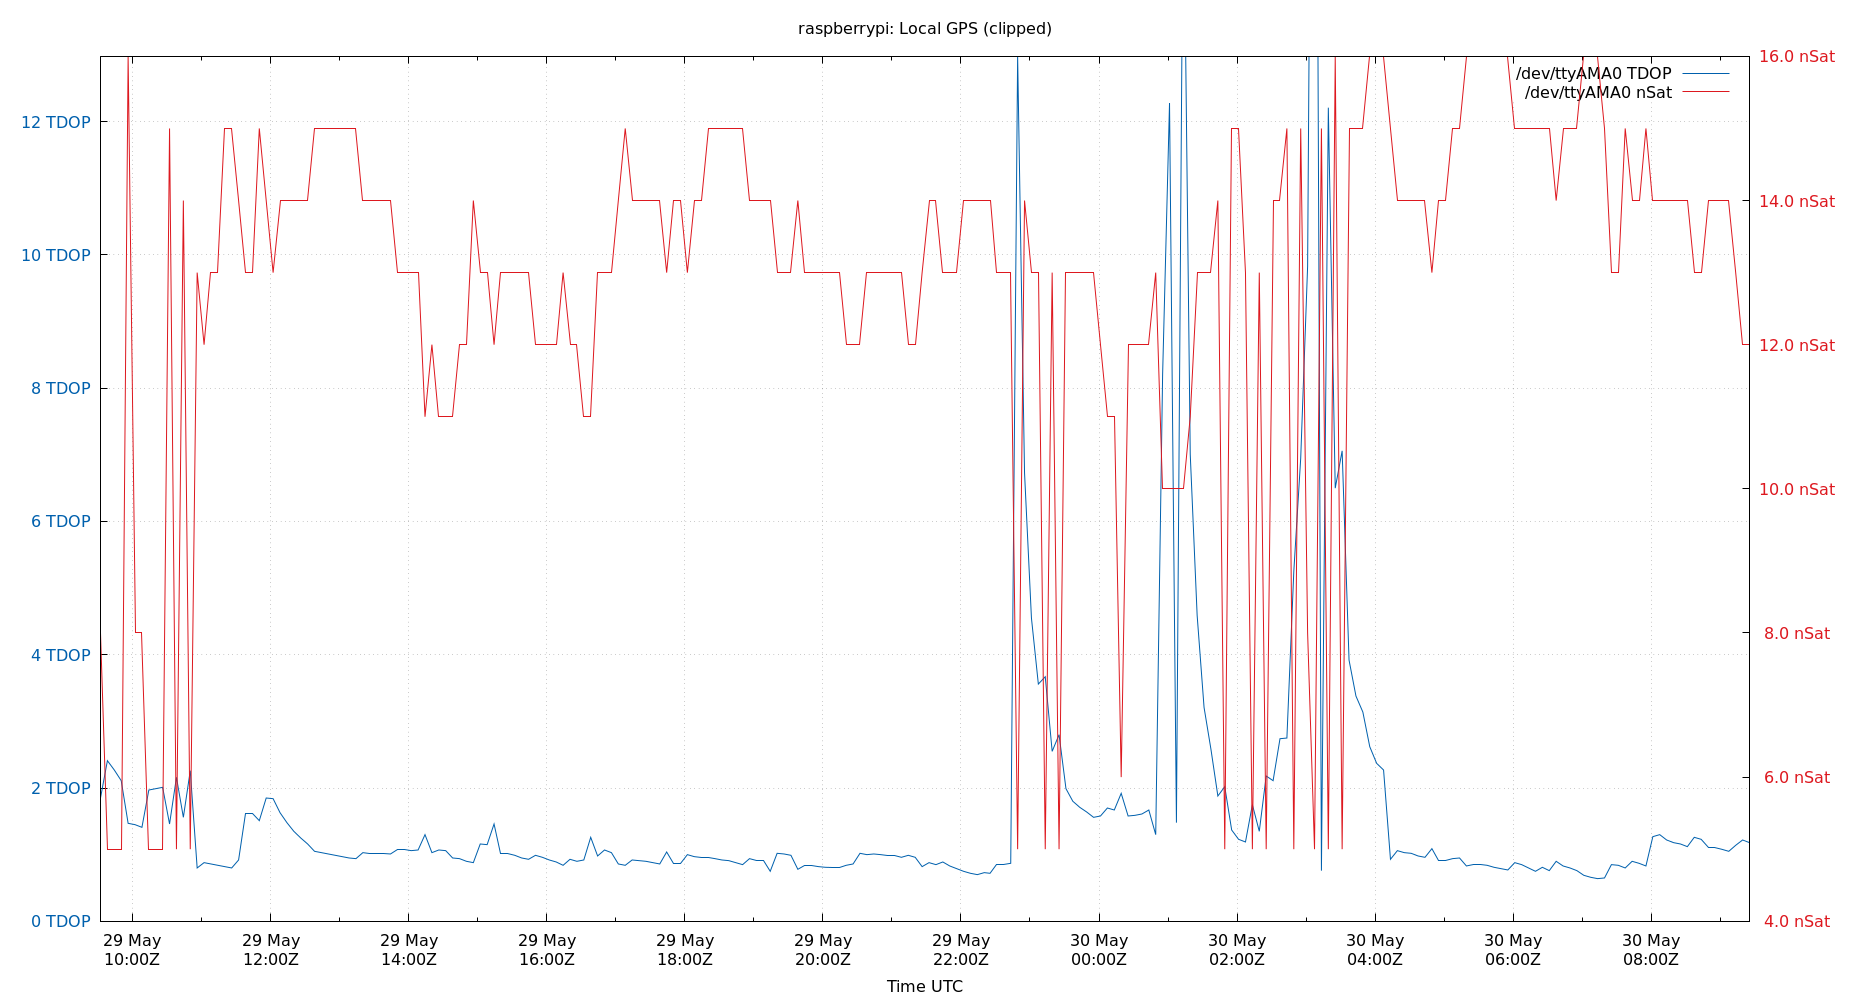 raspberrypi: Local GPS (clipped)
16.0 nSat
/dev/ttyAMA0 TDOP
/dev/ttyAMA0 nSat
12 TDOP
14.0 nSat
10 TDOP
12.0 nSat
8 TDOP
10.0 nSat
6 TDOP
8.0 nSat
4 TDOP
6.0 nSat
2 TDOP
4.0 nSat
0 TDOP
29 May 29 May 29 May 29 May 29 May 29 May 29 May 30 May 30 May 30 May 30 May 30 May
10:00Z 12:00Z 14:00Z 16:00Z 18:00Z 20:00Z 22:00Z 00:00Z 02:00Z 04:00Z 06:00Z 08:00Z
Time UTC